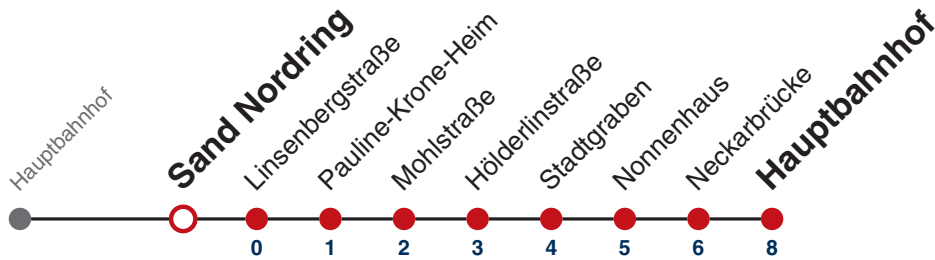 Hauptbahnhof
Sand Nordring
Linsenbergstraße
Pauline-Krone-Heim
Mohlstraße
Hölderlinstraße
Stadtgraben
Nonnenhaus
Neckarbrücke
Hauptbahnhof
0 1 2 3 4 5 6 8